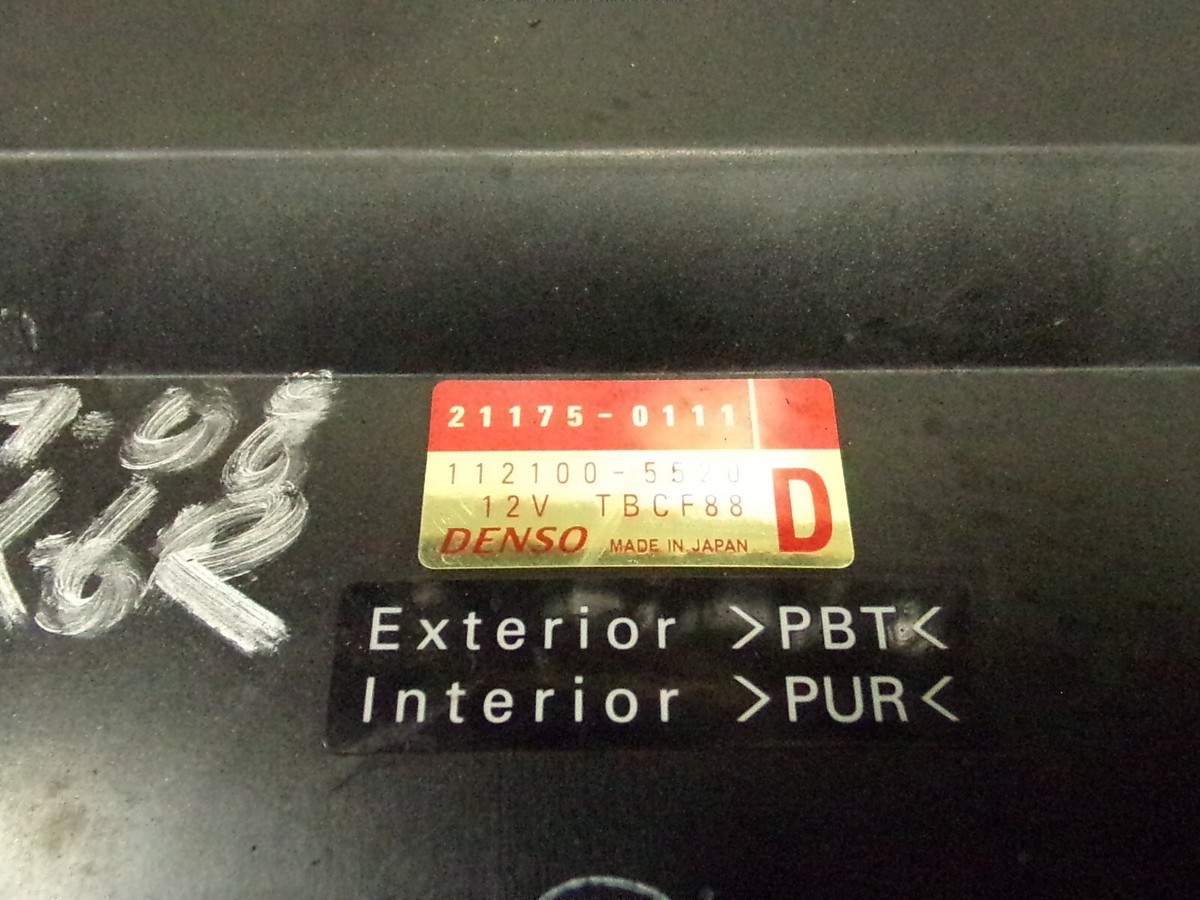 21175-0111
112100-5520
12V TBCF88
D
DENSO MADE IN JAPAN
Exterior >PBT<
Interior >PUR<